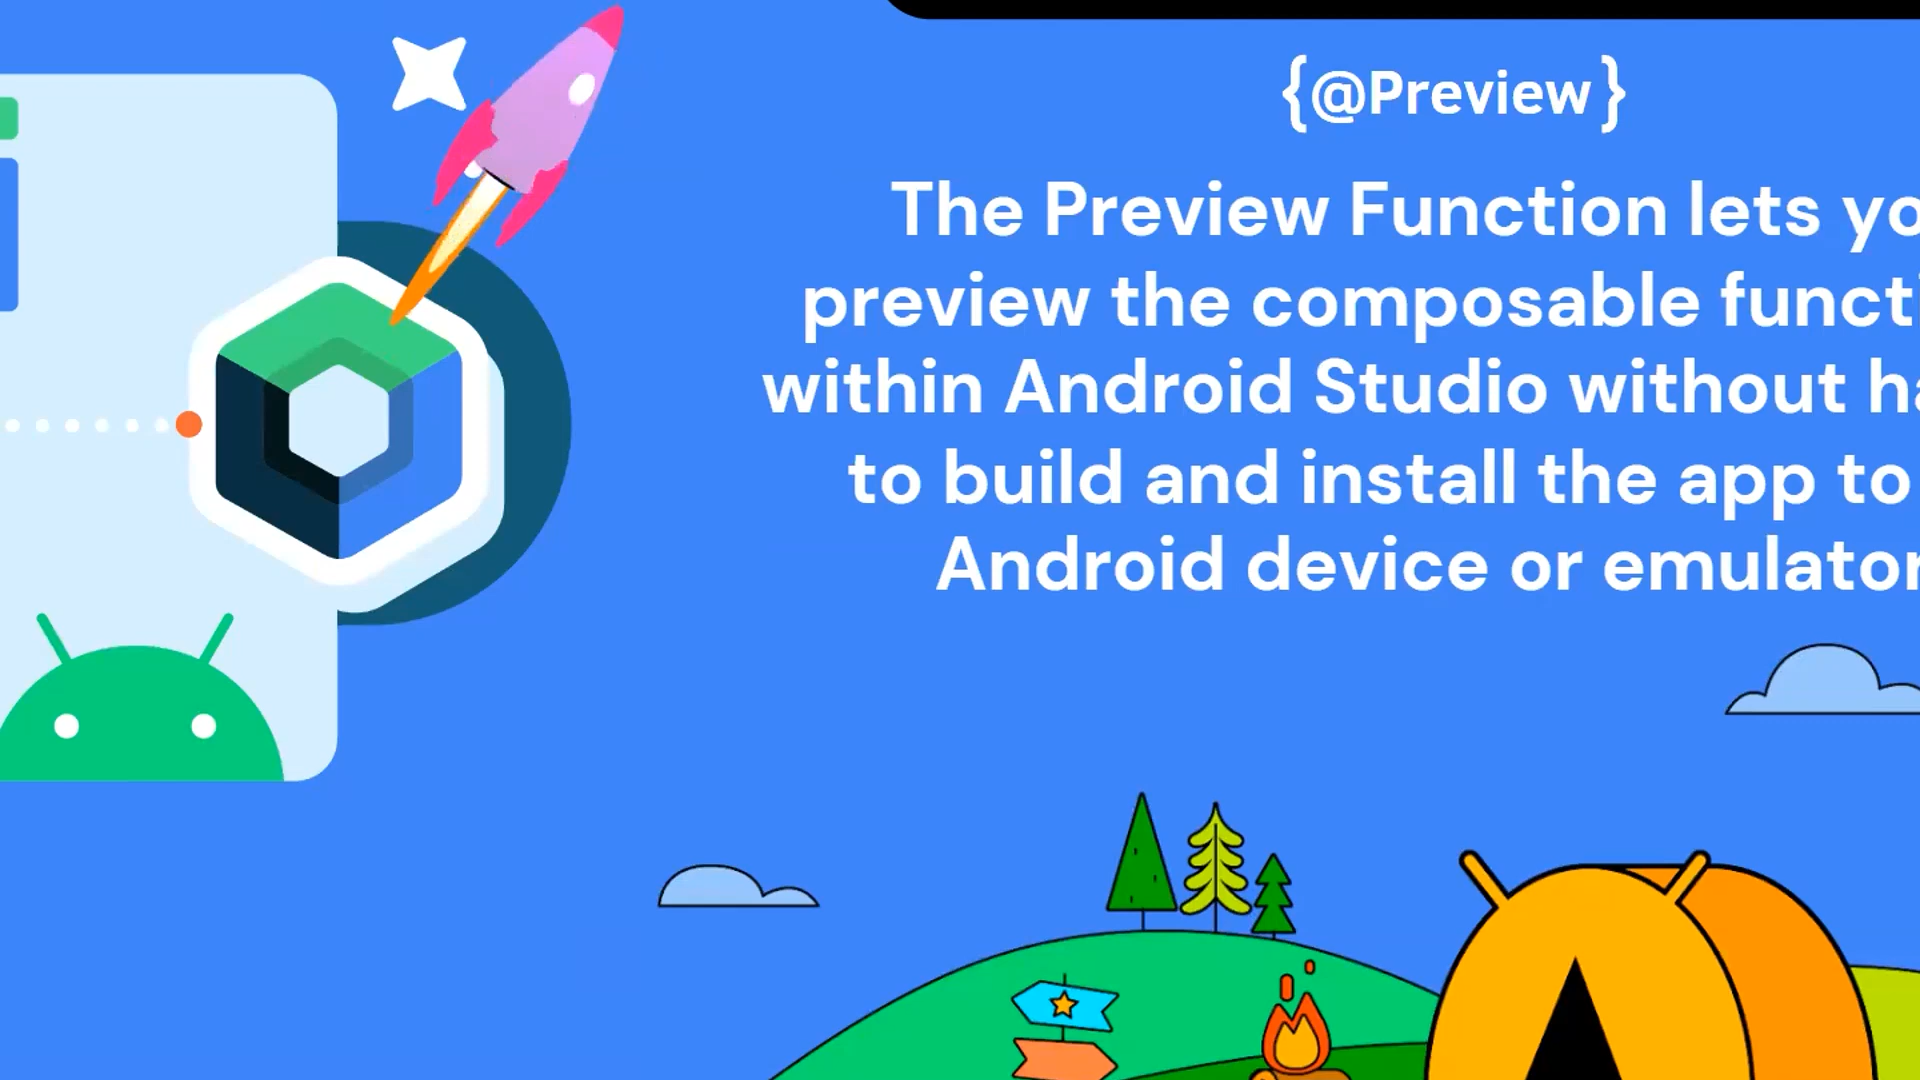 {@Preview}
The Preview Function lets yo
preview the composable functi
within Android Studio without ha
to build and install the app to
Android device or emulator